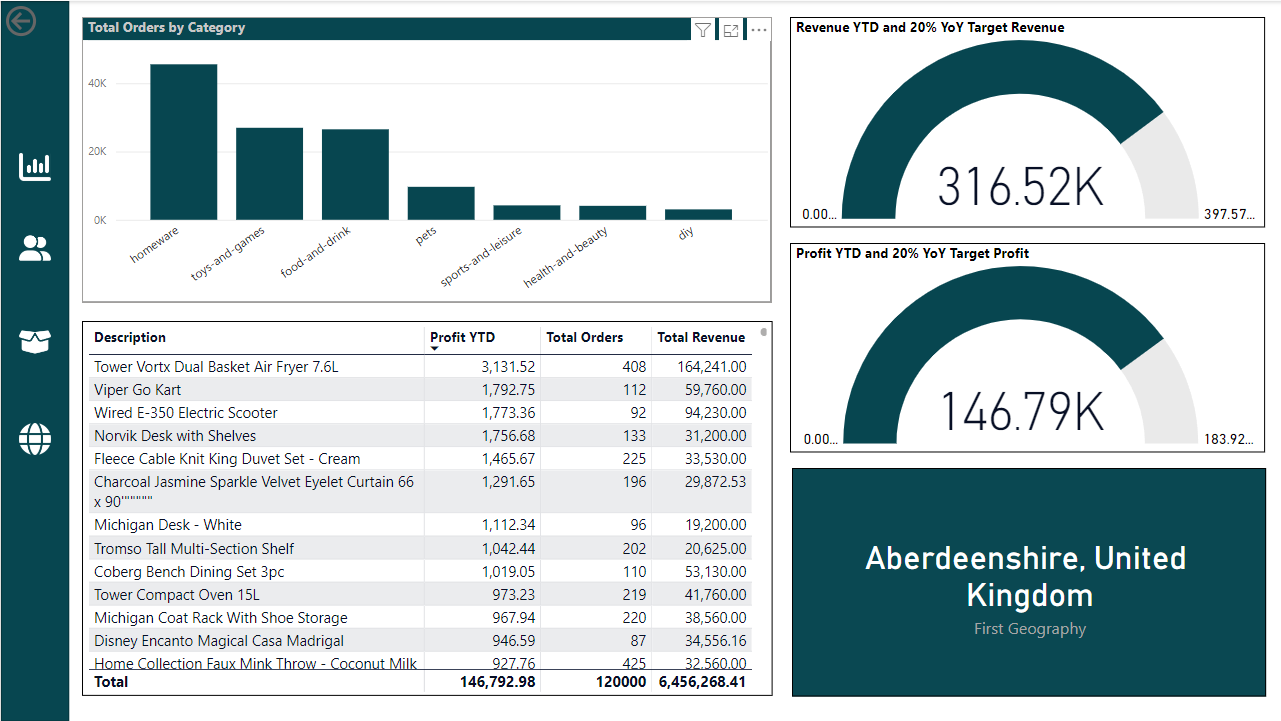 Total Orders by Category
40K
20K
0K
homeware
toys-and-games
food-and-drink
pets
sports-and-leisure
health-and-beauty
diy
Revenue YTD and 20% YoY Target Revenue
316.52K
0.00...
397.57...
Profit YTD and 20% YoY Target Profit
146.79K
0.00...
183.92...
Description Profit YTD Total Orders Total Revenue
Tower Vortx Dual Basket Air Fryer 7.6L 3,131.52 408 164,241.00
Viper Go Kart 1,792.75 112 59,760.00
Wired E-350 Electric Scooter 1,773.36 92 94,230.00
Norvik Desk with Shelves 1,756.68 133 31,200.00
Fleece Cable Knit King Duvet Set - Cream 1,465.67 225 33,530.00
Charcoal Jasmine Sparkle Velvet Eyelet Curtain 66 1,291.65 196 29,872.53
x 90'"""""
Michigan Desk - White 1,112.34 96 19,200.00
Tromso Tall Multi-Section Shelf 1,042.44 202 20,625.00
Coberg Bench Dining Set 3pc 1,019.05 110 53,130.00
Tower Compact Oven 15L 973.23 219 41,760.00
Michigan Coat Rack With Shoe Storage 967.94 220 38,560.00
Disney Encanto Magical Casa Madrigal 946.59 87 34,556.16
Home Collection Faux Mink Throw - Coconut Milk 927.76 425 32,560.00
Total 146,792.98 120000 6,456,268.41
Aberdeenshire, United
Kingdom
First Geography